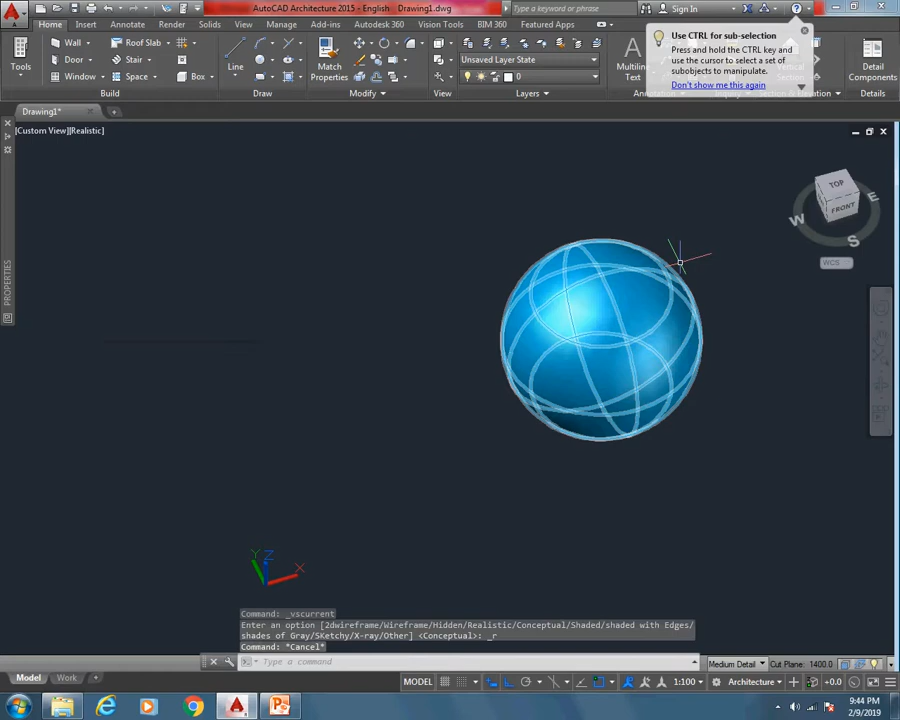 AutoCAD Architecture 2015 - English Drawing1.dwg
Type a keyword or phrase
Sign In
Home Insert Annotate Render Solids View Manage Add-ins Autodesk 360 Vision Tools BIM 360 Featured Apps
Use CTRL for sub-selection
Press and hold the CTRL key and
use the cursor to select a set of
subobjects to manipulate.
Don't show me this again
Tools
Wall
Door
Window
Roof Slab
Stair
Space
Box
Line
Match
Properties
Unsaved Layer State
0
Multiline
Text
Vertical
Section
Detail
Components
Build
Draw
Modify
View
Layers
Section & Elevation
Details
Drawing1*
[Custom View][Realistic]
TOP
FRONT
W
E
S
WCS
PROPERTIES
Y
Z
X
Command: _vscurrent
Enter an option [2dwireframe/Wireframe/Hidden/Realistic/Conceptual/Shaded/shaded with Edges/
shades of Gray/SKetchy/X-ray/Other] <Conceptual>: _r
Command: *Cancel*
Type a command
Medium Detail
Cut Plane: 1400.0
Model
Work
MODEL
1:100
Architecture
+0.0
9:44 PM
2/9/2019